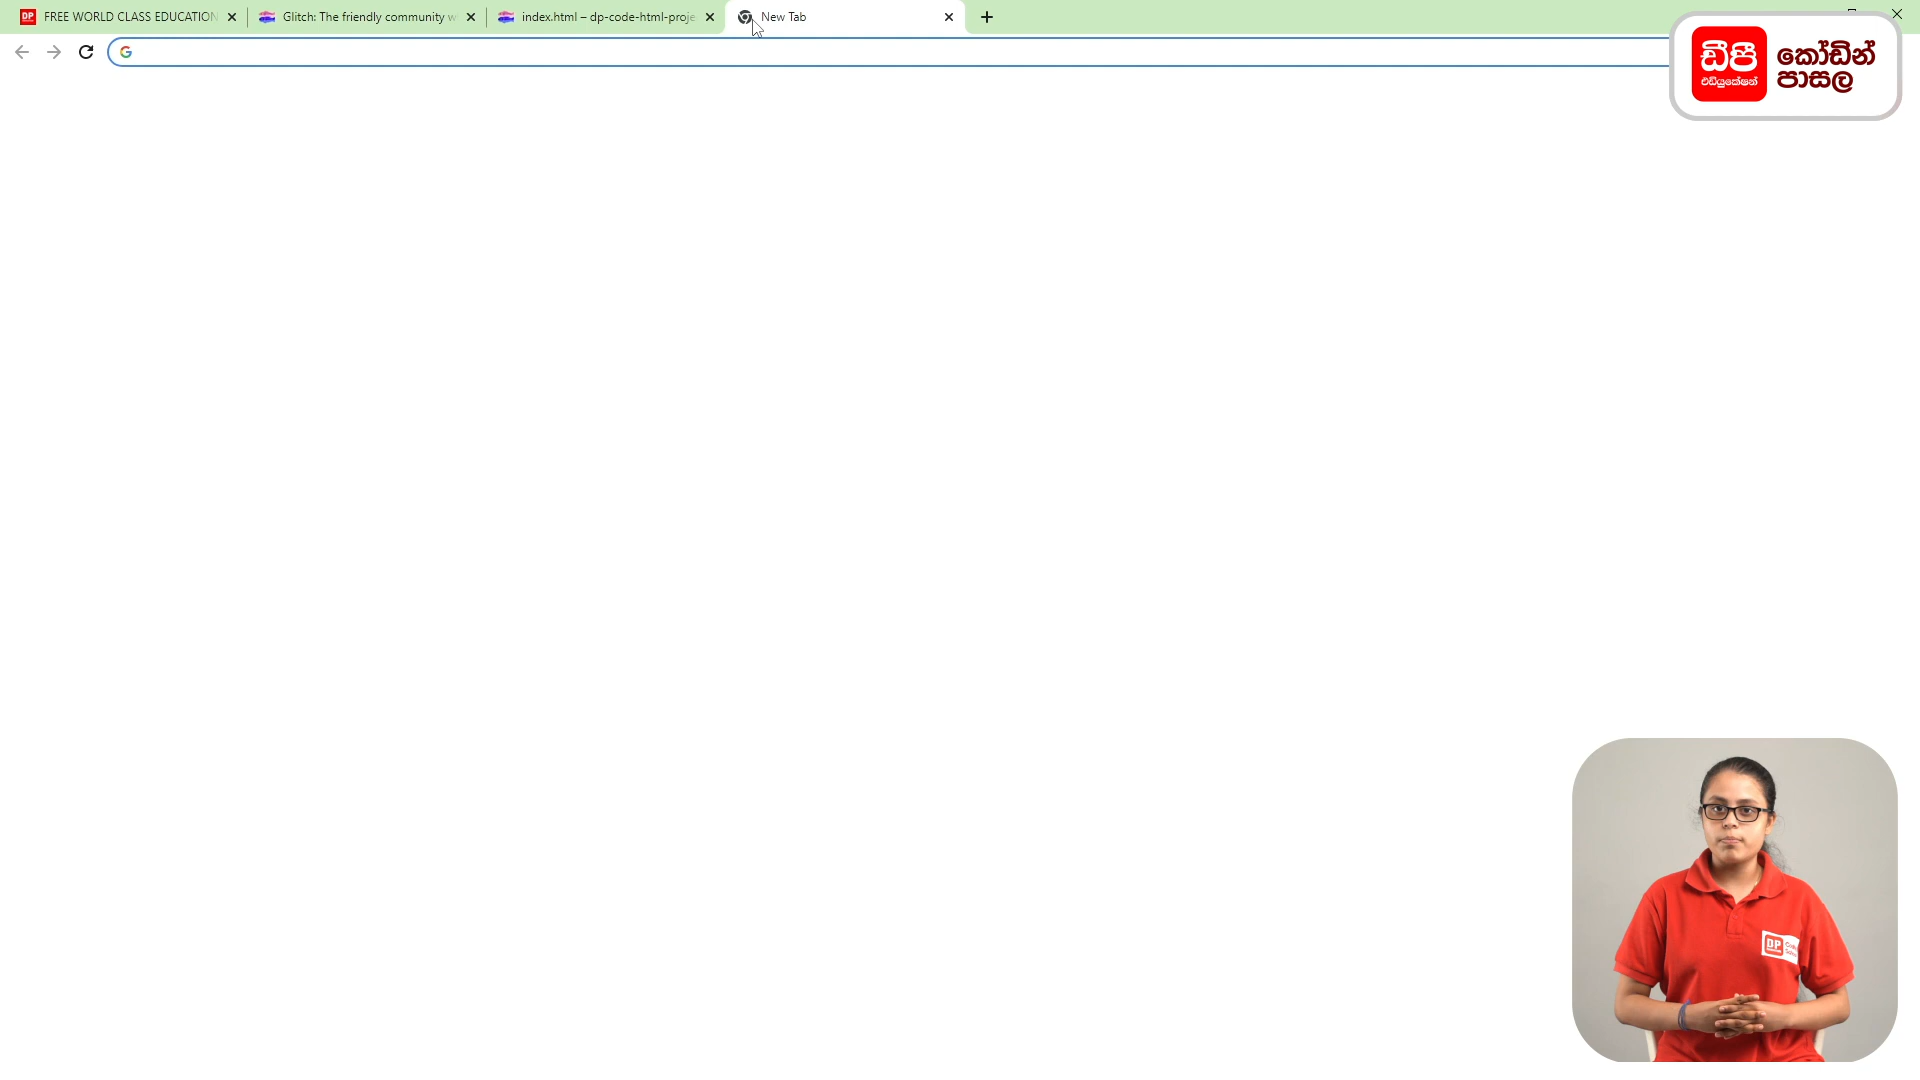 FREE WORLD CLASS EDUCATION
Glitch: The friendly community w
index.html – dp-code-html-proje
New Tab
ඩීපී
එඩියුකේෂන්
කෝඩින්
පාසල
DP